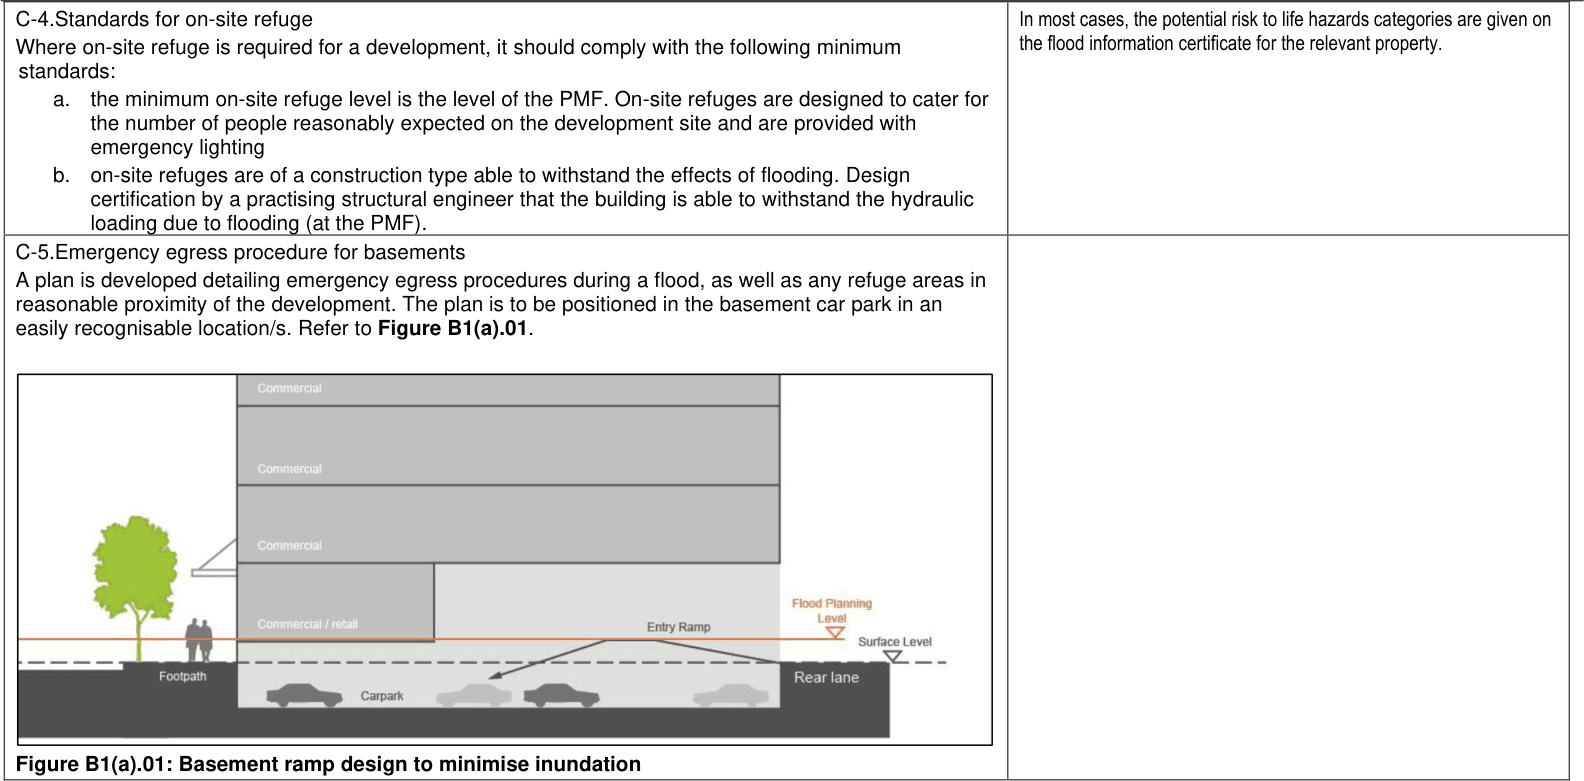 C-4.Standards for on-site refuge
Where on-site refuge is required for a development, it should comply with the following minimum
standards:
a. the minimum on-site refuge level is the level of the PMF. On-site refuges are designed to cater for
the number of people reasonably expected on the development site and are provided with
emergency lighting
b. on-site refuges are of a construction type able to withstand the effects of flooding. Design
certification by a practising structural engineer that the building is able to withstand the hydraulic
loading due to flooding (at the PMF).
In most cases, the potential risk to life hazards categories are given on
the flood information certificate for the relevant property.
C-5.Emergency egress procedure for basements
A plan is developed detailing emergency egress procedures during a flood, as well as any refuge areas in
reasonable proximity of the development. The plan is to be positioned in the basement car park in an
easily recognisable location/s. Refer to Figure B1(a).01.
Commercial
Commercial
Commercial
Commercial / retail
Entry Ramp
Flood Planning
Level
Surface Level
Footpath
Carpark
Rear lane
Figure B1(a).01: Basement ramp design to minimise inundation